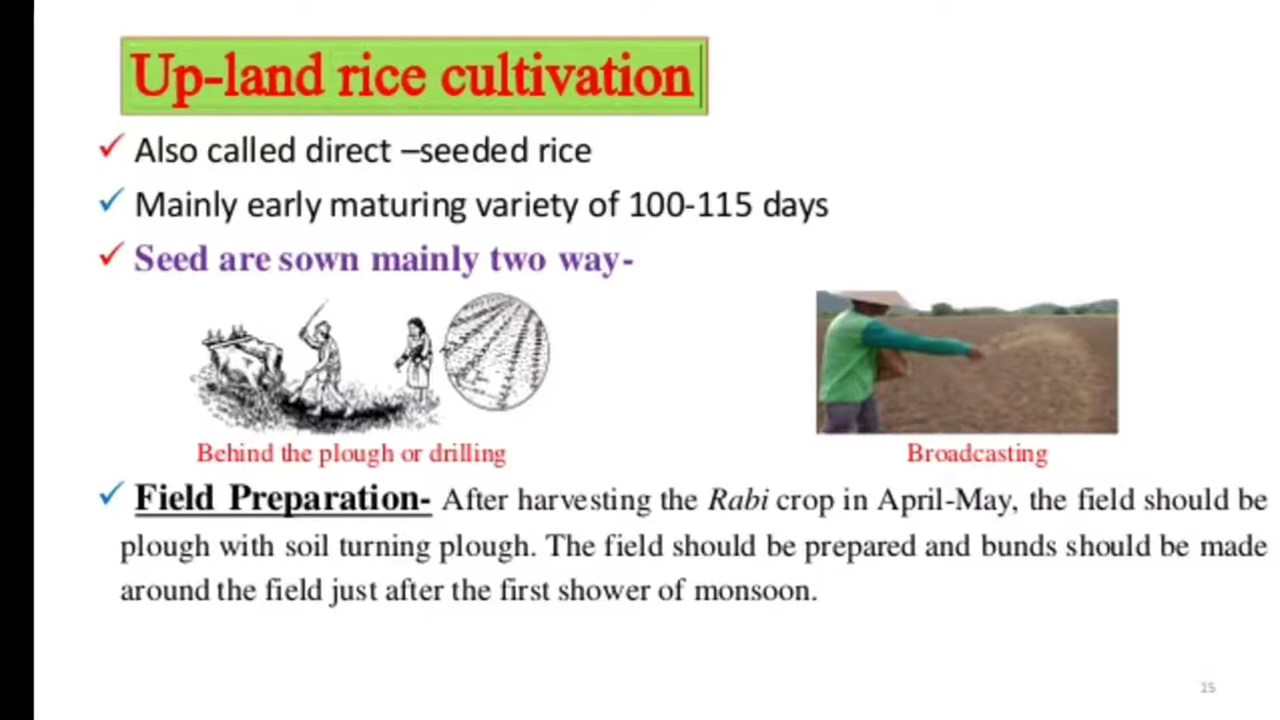 Up-land rice cultivation
Also called direct –seeded rice
Mainly early maturing variety of 100-115 days
Seed are sown mainly two way-
Behind the plough or drilling
Broadcasting
Field Preparation- After harvesting the Rabi crop in April-May, the field should be
plough with soil turning plough. The field should be prepared and bunds should be made
around the field just after the first shower of monsoon.
15